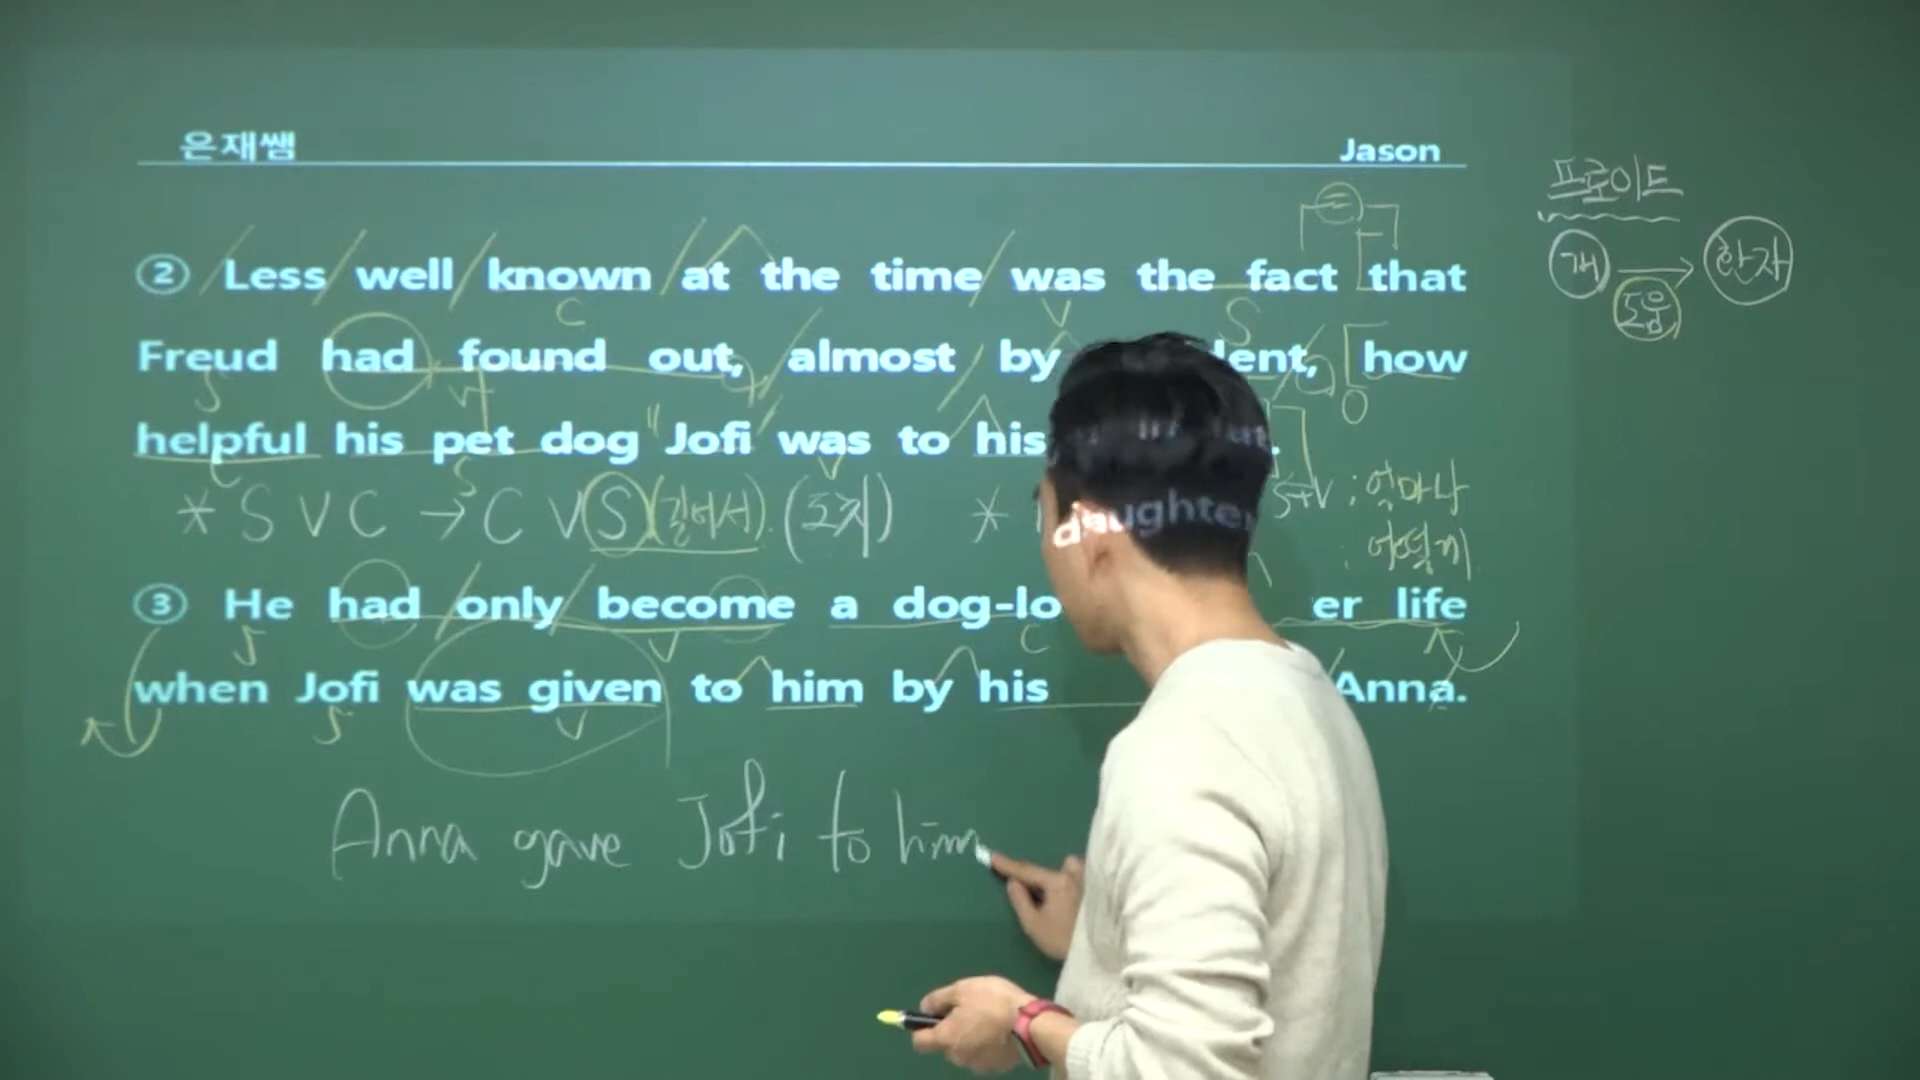 은재쌤 Jason
프로이트
② Less well known at the time was the fact that
개 → 환자
도움
C V S
Freud had found out, almost by dent, how
S V O
helpful his pet dog Jofi was to his
C S V
* S V C → C V S (길어서). (도치) * S+V ; 얼마나
: 어떻게
③ He had only become a dog-lo er life
S V C
daughter
when Jofi was given to him by his Anna.
S V
Anna gave Jofi to him